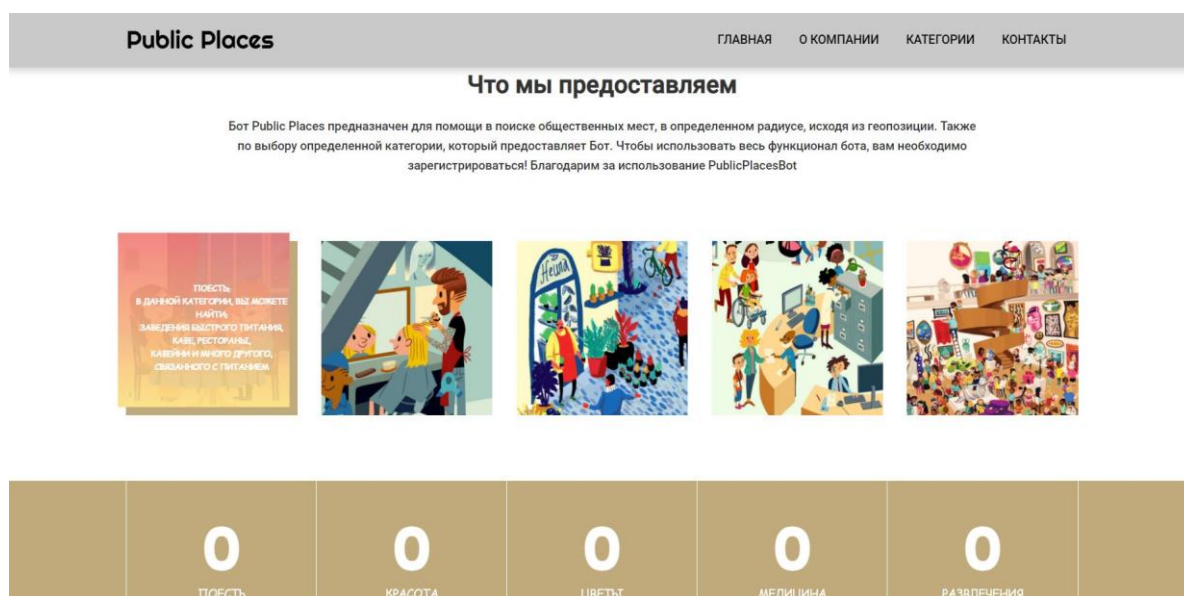 Public Places
ГЛАВНАЯ О КОМПАНИИ КАТЕГОРИИ КОНТАКТЫ
Что мы предоставляем
Бот Public Places предназначен для помощи в поиске общественных мест, в определенном радиусе, исходя из геопозиции. Также
по выбору определенной категории, который предоставляет Бот. Чтобы использовать весь функционал бота, вам необходимо
зарегистрироваться! Благодарим за использование PublicPlacesBot
ПОЕСТЬ:
В ДАННОЙ КАТЕГОРИИ, ВЫ МОЖЕТЕ
НАЙТИ:
ЗАВЕДЕНИЯ БЫСТРОГО ПИТАНИЯ,
КАВЕ, РЕСТОРАНЫ,
КАВЕЙНИ И МНОГО ДРУГОГО,
СВЯЗАННОГО С ПИТАНИЕМ
0 0 0 0 0
ПОЕСТЬ КРАСОТА ЦВЕТЫ МЕДИЦИНА РАЗВЛЕЧЕНИЯ